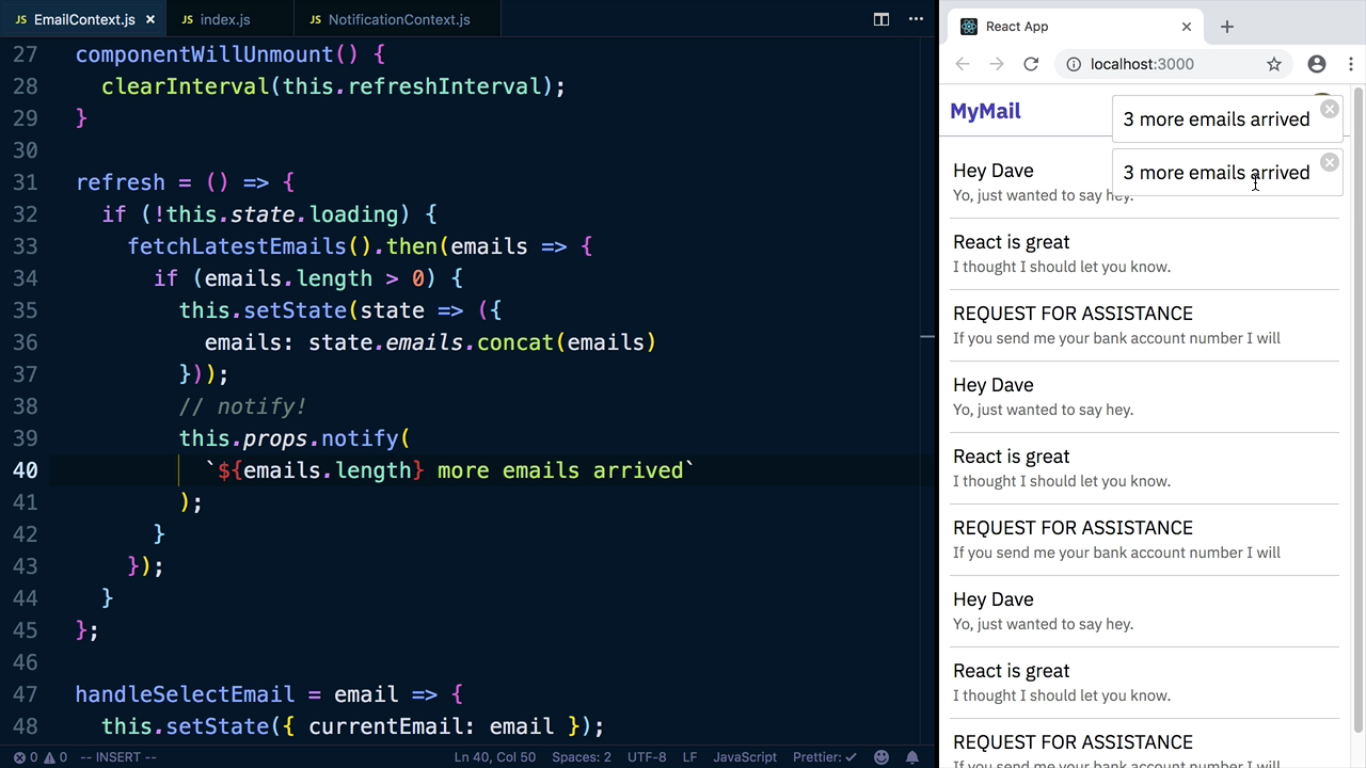 JS EmailContext.js ×
JS index.js
JS NotificationContext.js
27 componentWillUnmount() {
28 clearInterval(this.refreshInterval);
29 }
30
31 refresh = () => {
32 if (!this.state.loading) {
33 fetchLatestEmails().then(emails => {
34 if (emails.length > 0) {
35 this.setState(state => ({
36 emails: state.emails.concat(emails)
37 }));
38 // notify!
39 this.props.notify(
40 `${emails.length} more emails arrived`
41 );
42 }
43 });
44 }
45 };
46
47 handleSelectEmail = email => {
48 this.setState({ currentEmail: email });
0 0 -- INSERT --
Ln 40, Col 50 Spaces: 2 UTF-8 LF JavaScript Prettier: ✓
React App
localhost:3000
MyMail
3 more emails arrived
3 more emails arrived
Hey Dave
Yo, just wanted to say hey.
React is great
I thought I should let you know.
REQUEST FOR ASSISTANCE
If you send me your bank account number I will
Hey Dave
Yo, just wanted to say hey.
React is great
I thought I should let you know.
REQUEST FOR ASSISTANCE
If you send me your bank account number I will
Hey Dave
Yo, just wanted to say hey.
React is great
I thought I should let you know.
REQUEST FOR ASSISTANCE
If you send me your bank account number I will